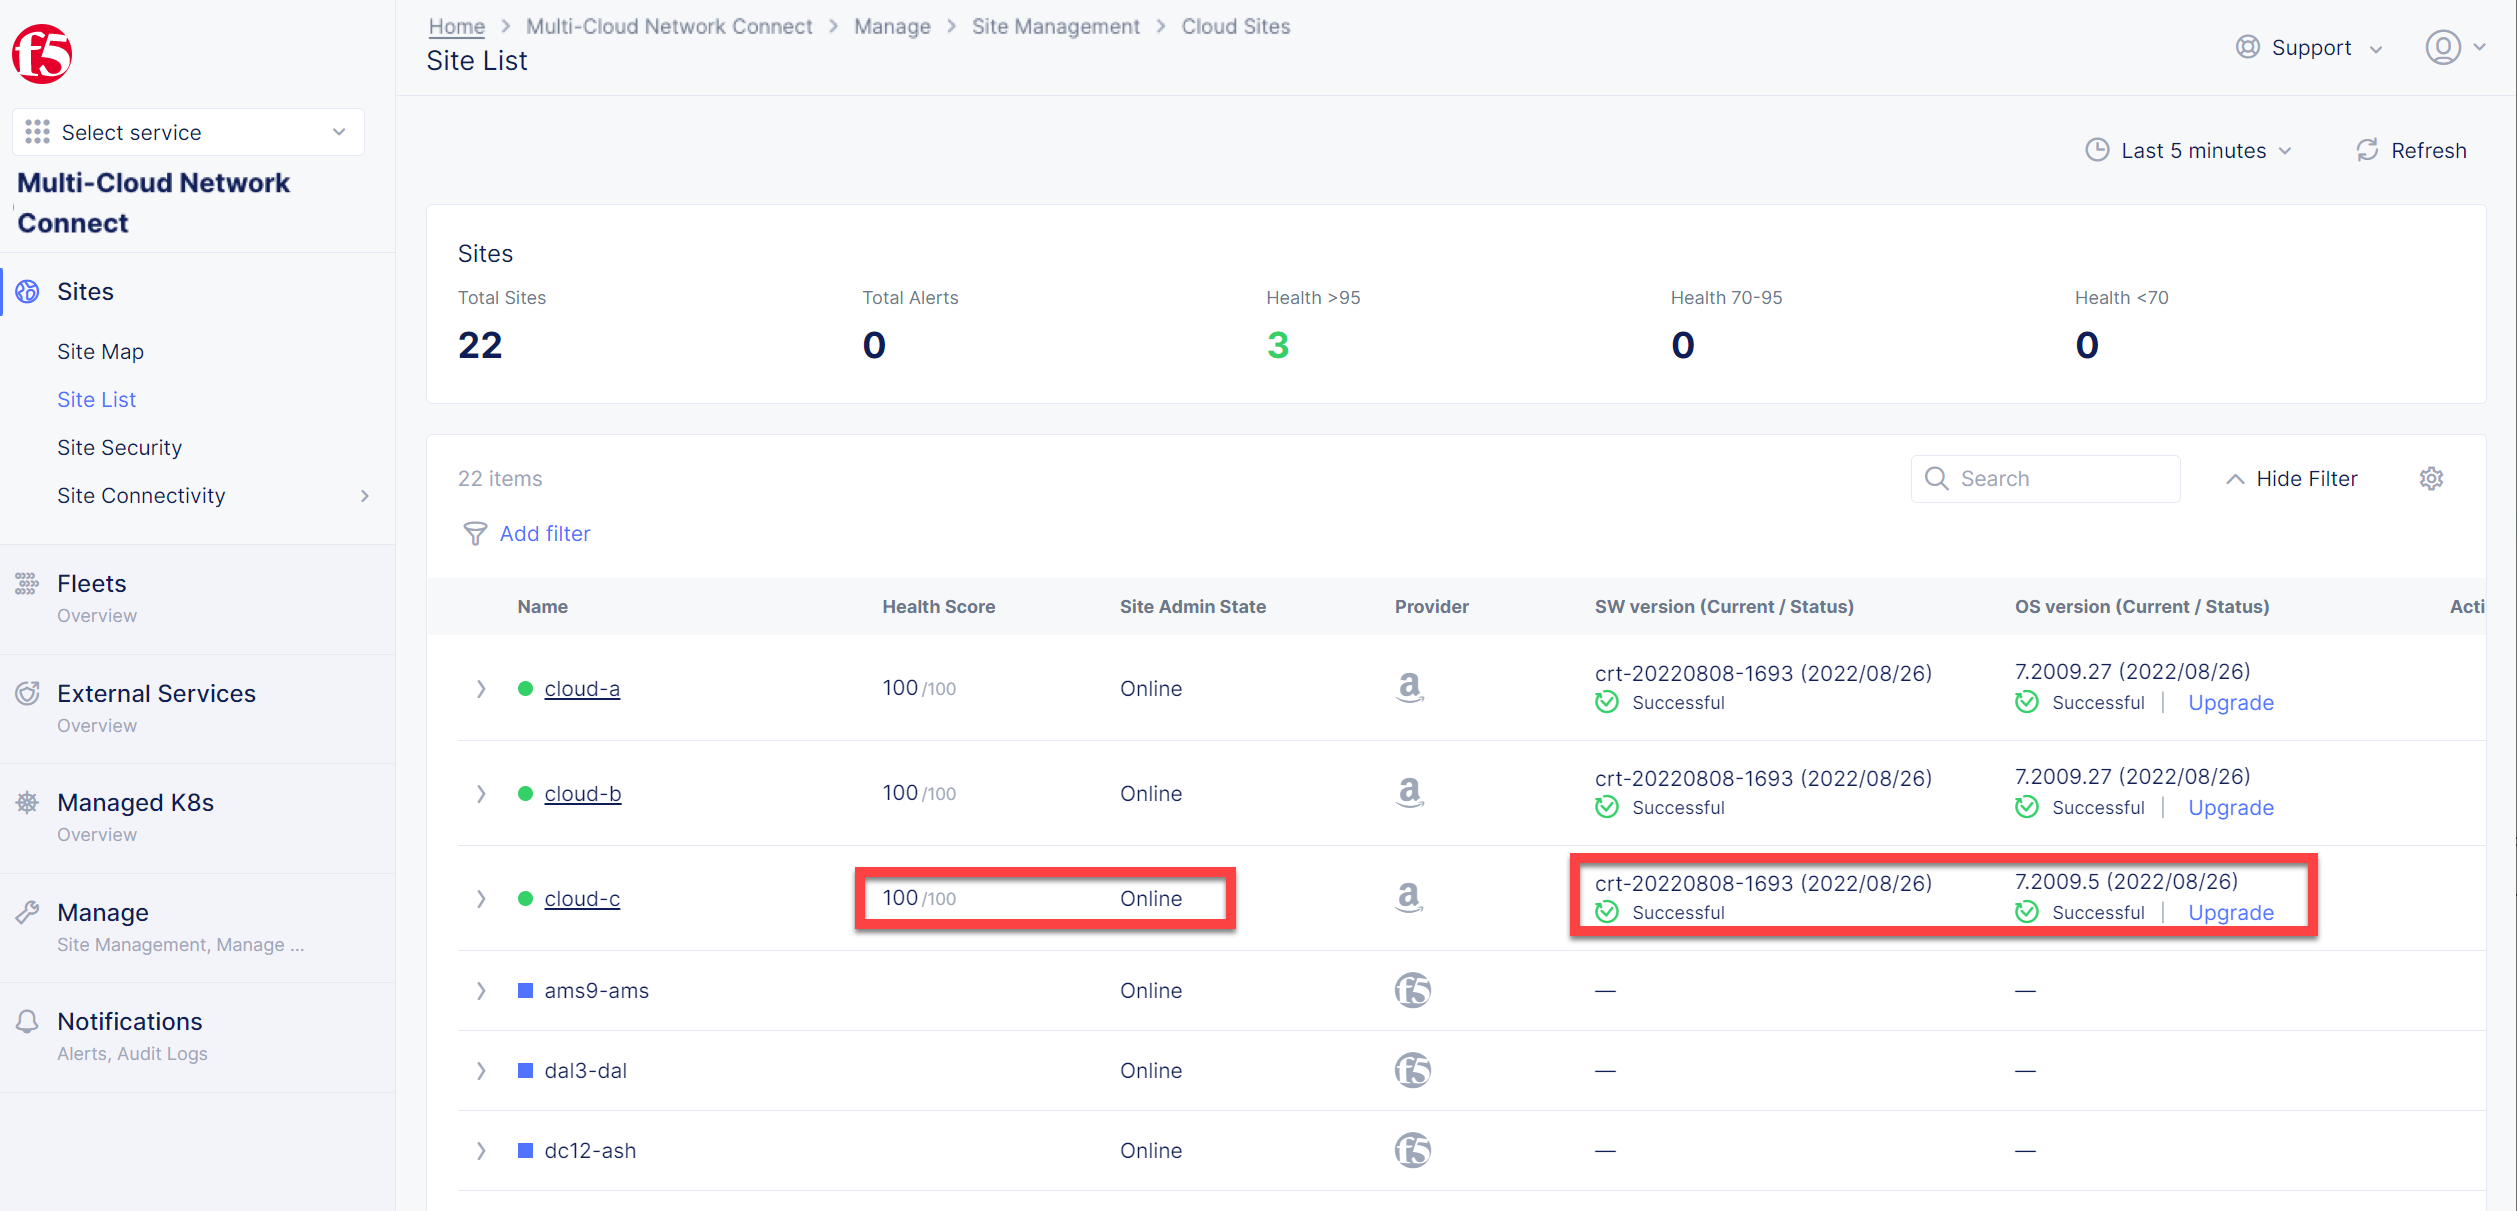 f5
Home > Multi-Cloud Network Connect > Manage > Site Management > Cloud Sites
Site List
Support
Select service
Multi-Cloud Network
Connect
Last 5 minutes
Refresh
Sites
Site Map
Site List
Site Security
Site Connectivity
Fleets
Overview
External Services
Overview
Managed K8s
Overview
Manage
Site Management, Manage ...
Notifications
Alerts, Audit Logs
Sites
Total Sites Total Alerts Health >95 Health 70-95 Health <70
22 0 3 0 0
22 items
Search
Hide Filter
Add filter
Name Health Score Site Admin State Provider SW version (Current / Status) OS version (Current / Status) Acti
cloud-a 100 /100 Online a crt-20220808-1693 (2022/08/26) 7.2009.27 (2022/08/26)
Successful Successful | Upgrade
cloud-b 100 /100 Online a crt-20220808-1693 (2022/08/26) 7.2009.27 (2022/08/26)
Successful Successful | Upgrade
cloud-c 100 /100 Online a crt-20220808-1693 (2022/08/26) 7.2009.5 (2022/08/26)
Successful Successful | Upgrade
ams9-ams Online f5 — —
dal3-dal Online f5 — —
dc12-ash Online f5 — —